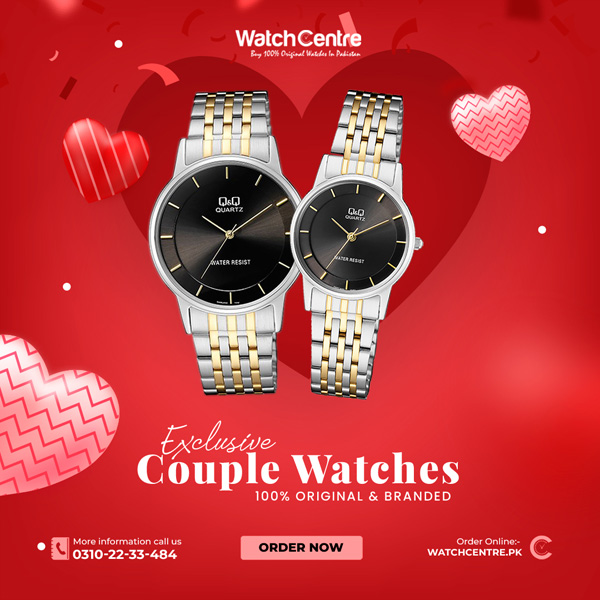 WatchCentre
Buy 100% Original Watches In Pakistan
Q&Q
QUARTZ
WATER RESIST
Q&Q
QUARTZ
WATER RESIST
Exclusive
Couple Watches
100% ORIGINAL & BRANDED
More information call us
0310-22-33-484
ORDER NOW
Order Online:-
WATCHCENTRE.PK